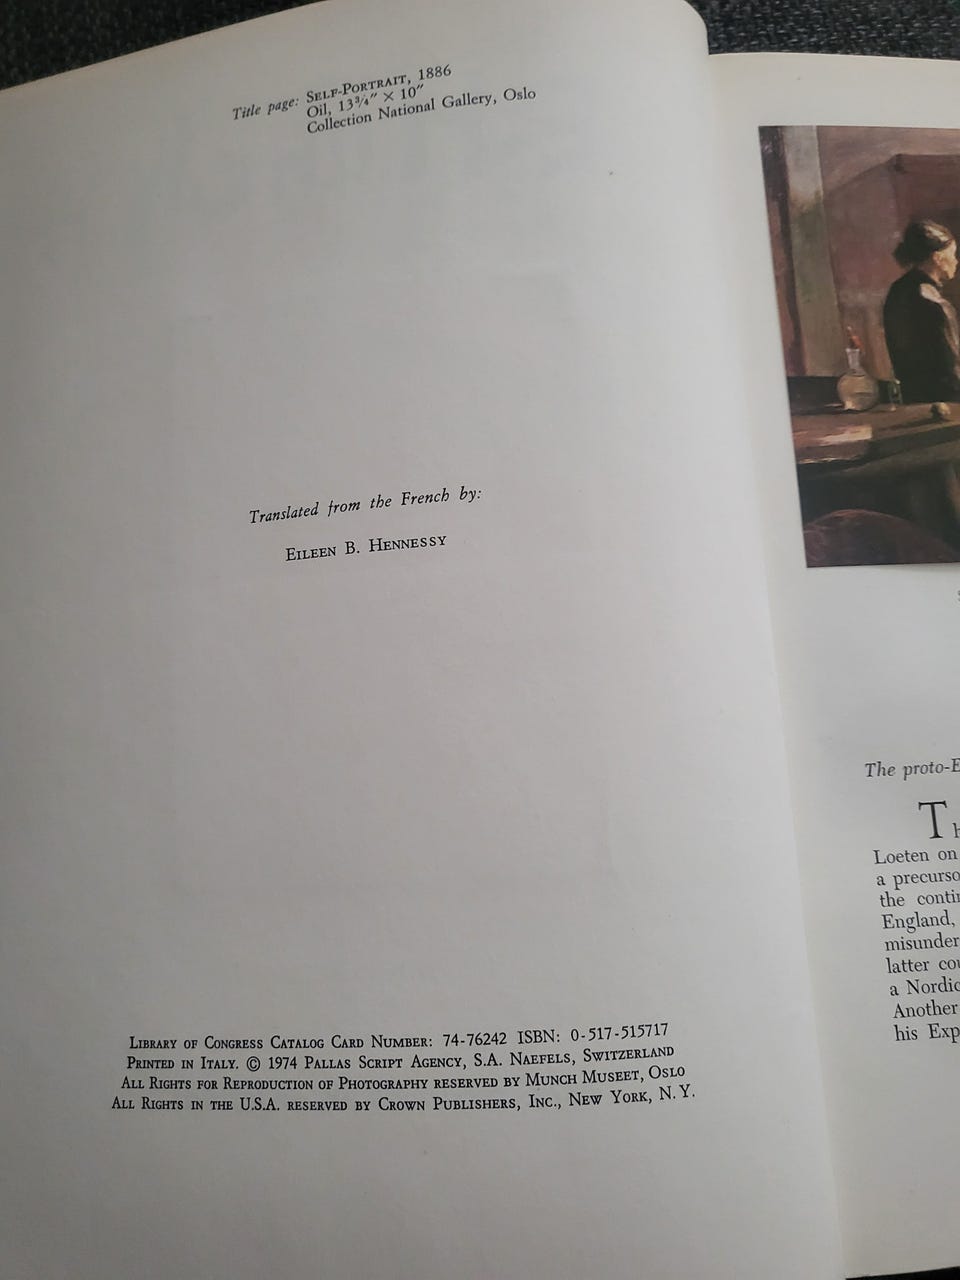 Title page: SELF-PORTRAIT, 1886
Oil, 13¾″ × 10″
Collection National Gallery, Oslo
Translated from the French by:
EILEEN B. HENNESSY
LIBRARY OF CONGRESS CATALOG CARD NUMBER: 74-76242 ISBN: 0-517-515717
PRINTED IN ITALY. © 1974 PALLAS SCRIPT AGENCY, S.A. NAEFELS, SWITZERLAND
ALL RIGHTS FOR REPRODUCTION OF PHOTOGRAPHY RESERVED BY MUNCH MUSEET, OSLO
ALL RIGHTS IN THE U.S.A. RESERVED BY CROWN PUBLISHERS, INC., NEW YORK, N.Y.
The proto-E
Th
Loeten on
a precurso
the contin
England,
misunder
latter cou
a Nordic
Another
his Exp